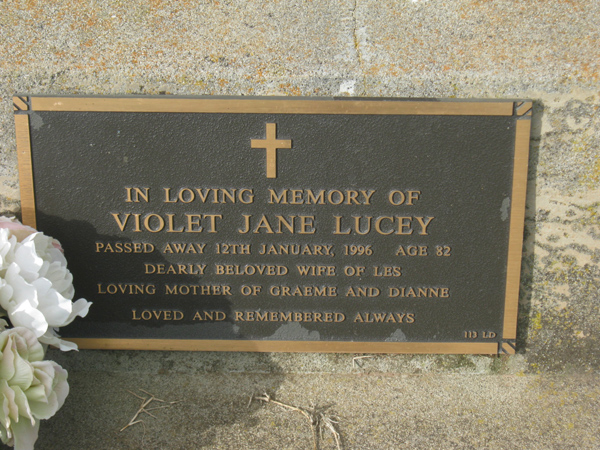 IN LOVING MEMORY OF
VIOLET JANE LUCEY
PASSED AWAY 12TH JANUARY, 1996 AGE 82
DEARLY BELOVED WIFE OF LES
LOVING MOTHER OF GRAEME AND DIANNE
LOVED AND REMEMBERED ALWAYS
113 LD